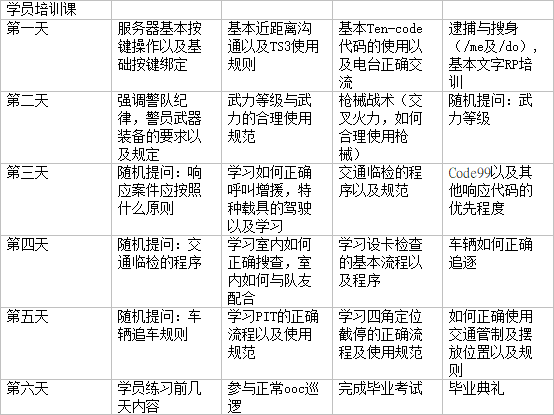 学员培训课
第一天
服务器基本按
键操作以及基
础按键绑定
基本近距离沟
通以及TS3使用
规则
基本Ten-code
代码的使用以
及电台正确交
流
逮捕与搜身
（/me及/do），
基本文字RP培
训
第二天
强调警队纪
律，警员武器
装备的要求以
及规定
武力等级与武
力的合理使用
规范
枪械战术（交
叉火力，如何
合理使用枪
械）
随机提问：武
力等级
第三天
随机提问：响
应案件应按照
什么原则
学习如何正确
呼叫增援，特
种载具的驾驶
以及学习
交通临检的程
序以及规范
Code99以及其
他响应代码的
优先程度
第四天
随机提问：交
通临检的程序
学习室内如何
正确搜查，室
内如何与队友
配合
学习设卡检查
的基本流程以
及程序
车辆如何正确
追逐
第五天
随机提问：车
辆追车规则
学习PIT的正确
流程以及使用
规范
学习四角定位
截停的正确流
程及使用规范
如何正确使用
交通管制及摆
放位置以及规
则
第六天
学员练习前几
天内容
参与正常ooc巡
逻
完成毕业考试
毕业典礼